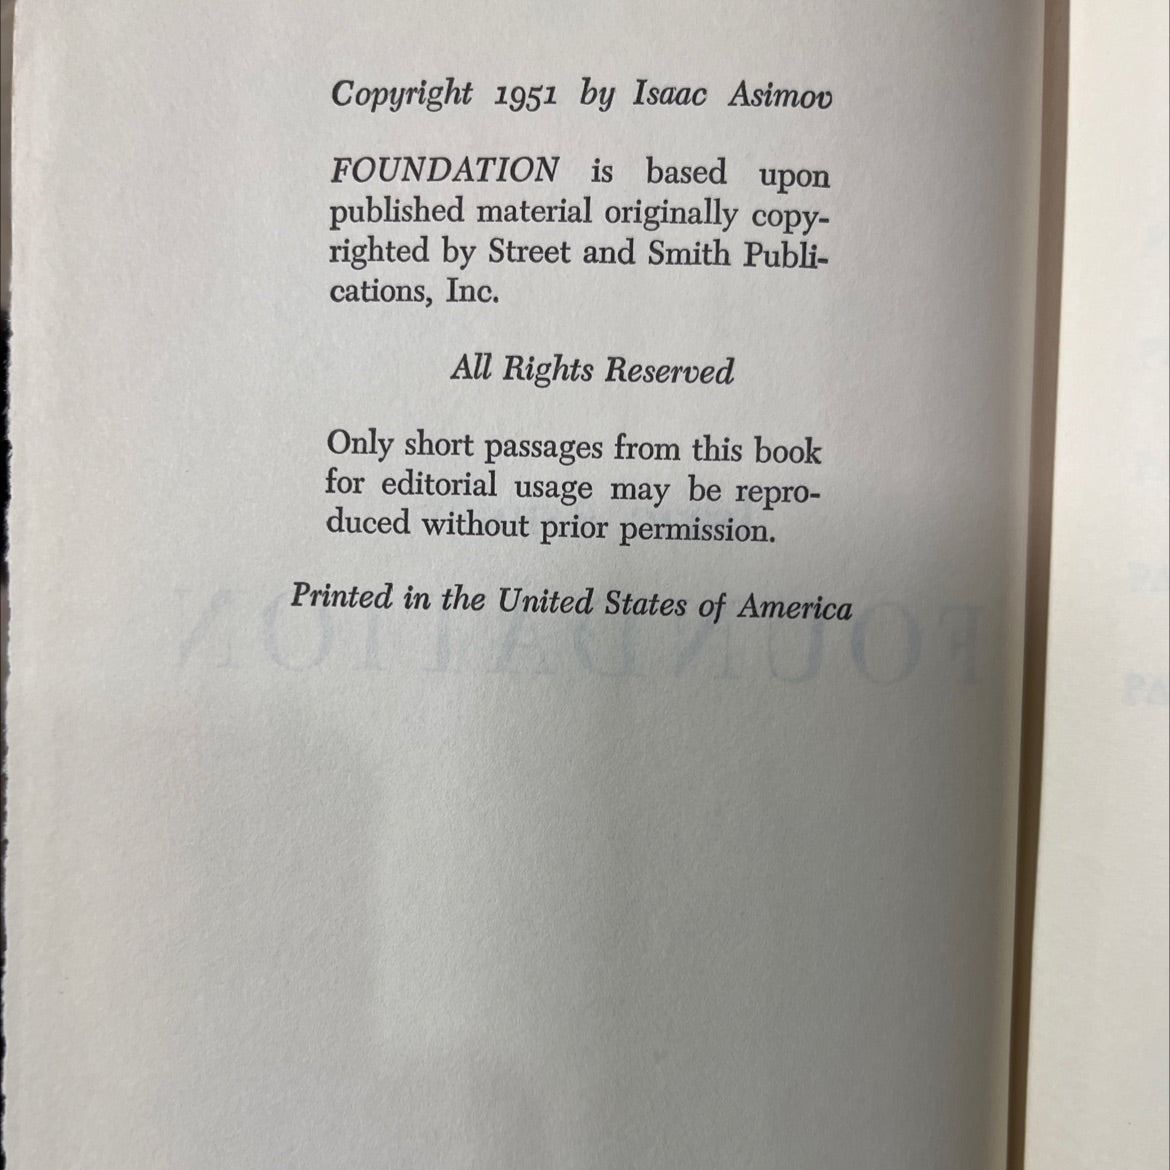 Copyright 1951 by Isaac Asimov
FOUNDATION is based upon
published material originally copy-
righted by Street and Smith Publi-
cations, Inc.
All Rights Reserved
Only short passages from this book
for editorial usage may be repro-
duced without prior permission.
Printed in the United States of America
FOUNDATION